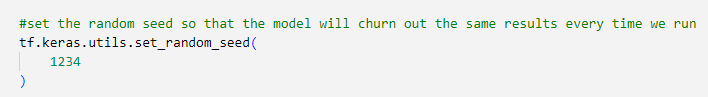 #set the random seed so that the model will churn out the same results every time we run
tf.keras.utils.set_random_seed(
    1234
)